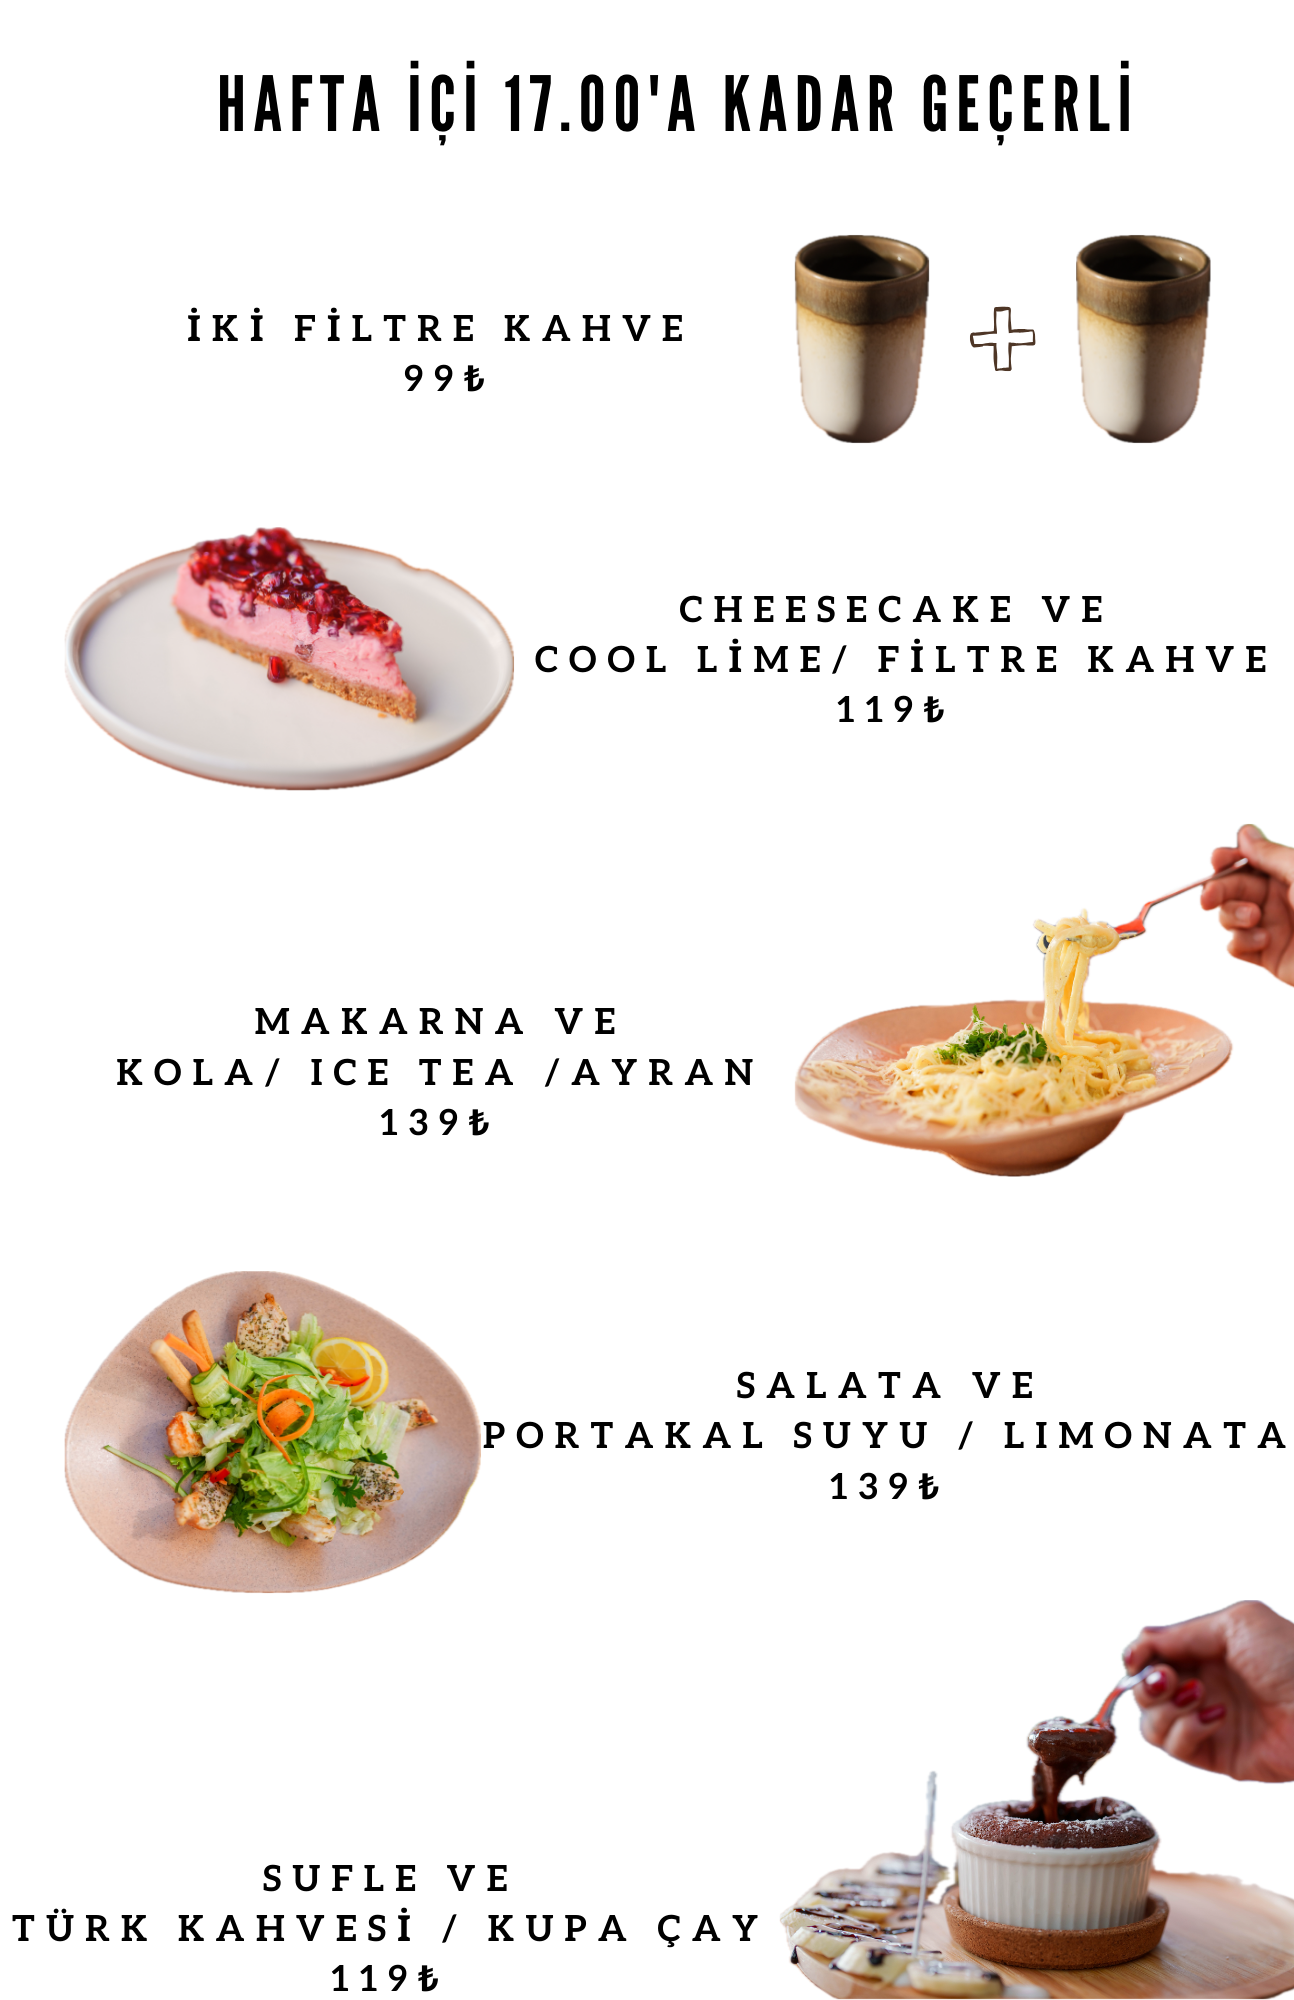 HAFTA İÇİ 17.00'A KADAR GEÇERLİ
İKİ FİLTRE KAHVE
99₺
CHEESECAKE VE
COOL LİME/ FİLTRE KAHVE
119₺
MAKARNA VE
KOLA/ ICE TEA /AYRAN
139₺
SALATA VE
PORTAKAL SUYU / LIMONATA
139₺
SUFLE VE
TÜRK KAHVESİ / KUPA ÇAY
119₺